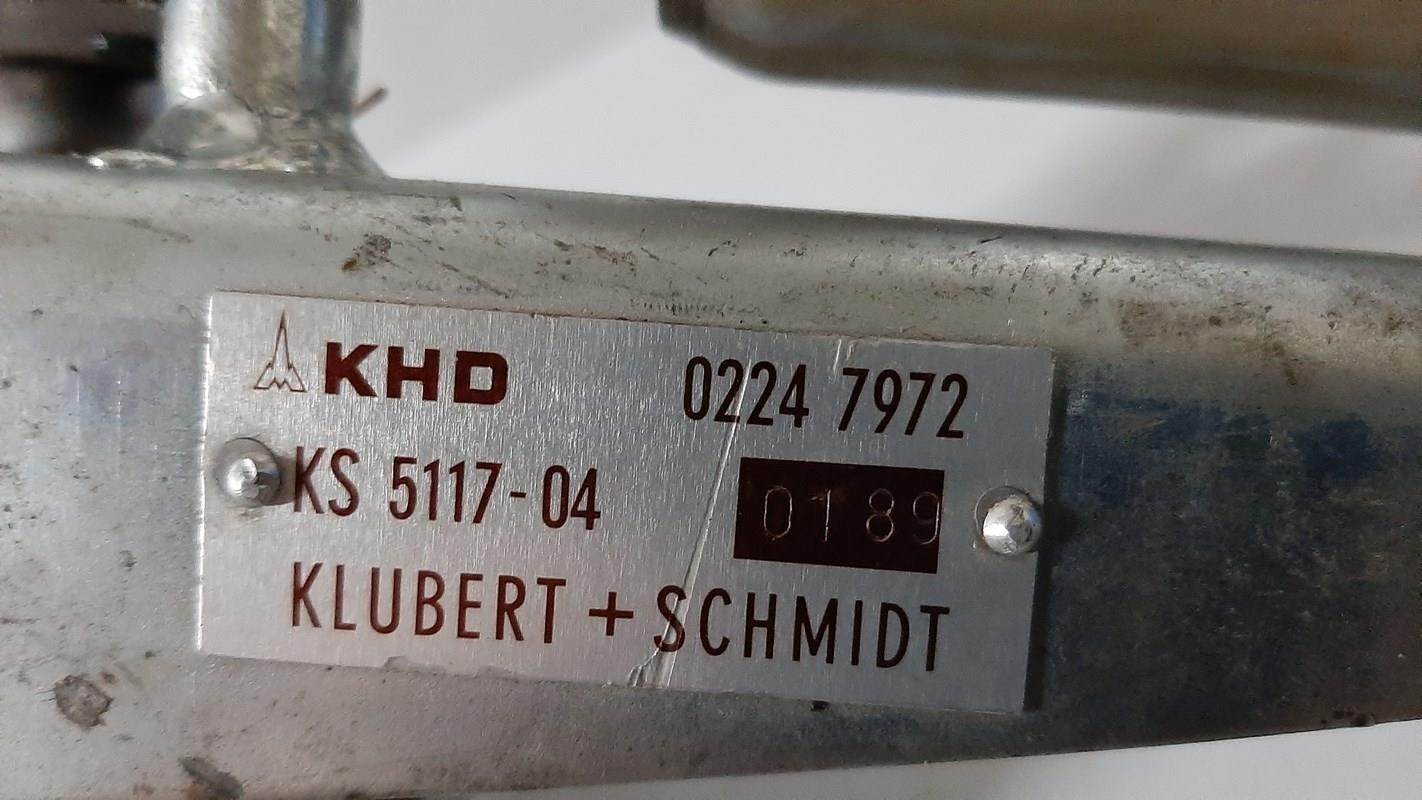 KHD 0224 7972
KS 5117-04 0189
KLUBERT + SCHMIDT